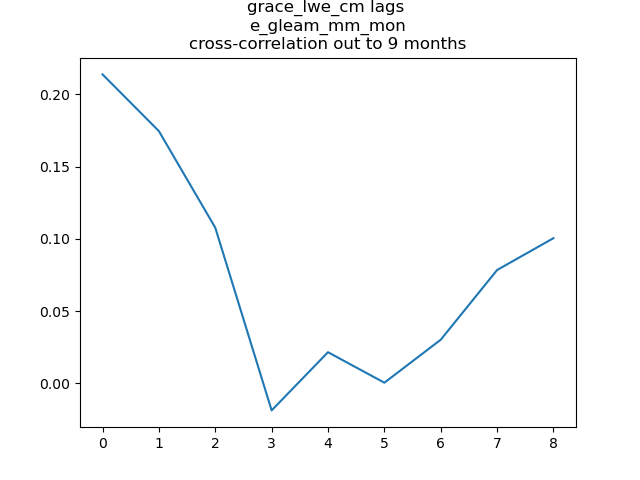 grace_lwe_cm lags
e_gleam_mm_mon
cross-correlation out to 9 months
0.20
0.15
0.10
0.05
0.00
0 1 2 3 4 5 6 7 8